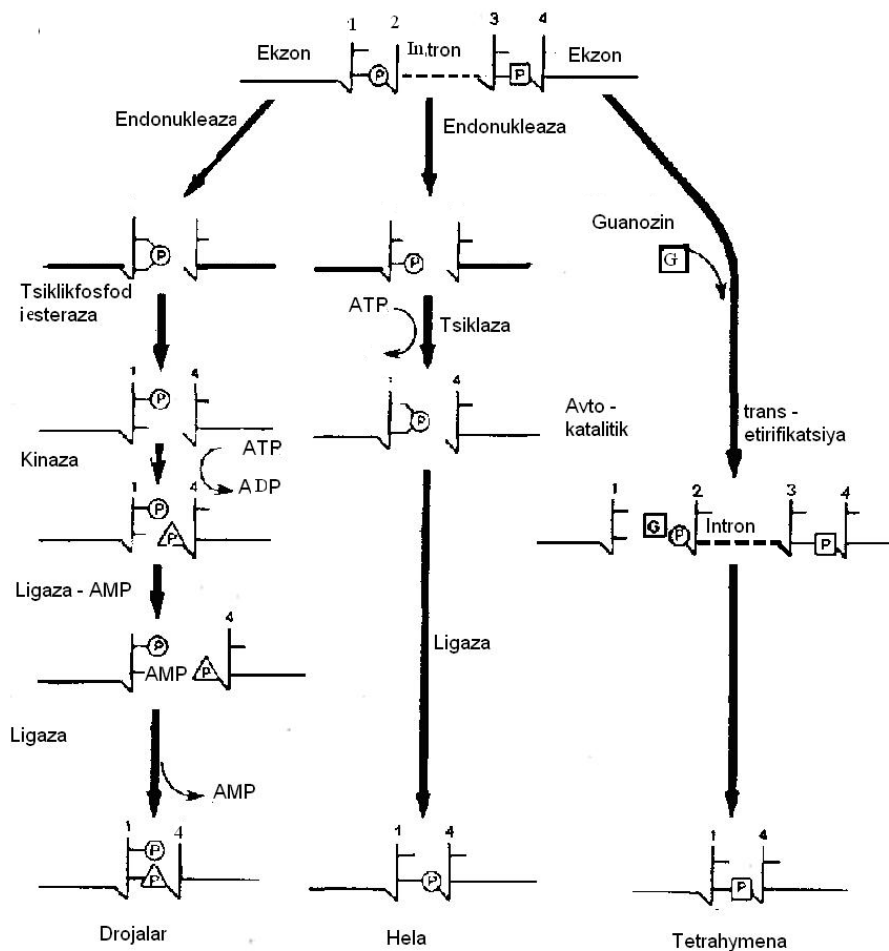 1 2 3 4
Ekzon Intron Ekzon
P P
Endonukleaza Endonukleaza
Guanozin
G
P P
Tsiklikfosfod
iesteraza
ATP
Tsiklaza
1 4 1 4
P P
Avto -
katalitik
trans -
etirifikatsiya
Kinaza
ATP
ADP
1 4
P
P
1 2 3 4
G P Intron P
Ligaza - AMP
4
P
AMP P
Ligaza
Ligaza
AMP
1 4 1 4 1 4
P
P P P
Drojalar Hela Tetrahymena